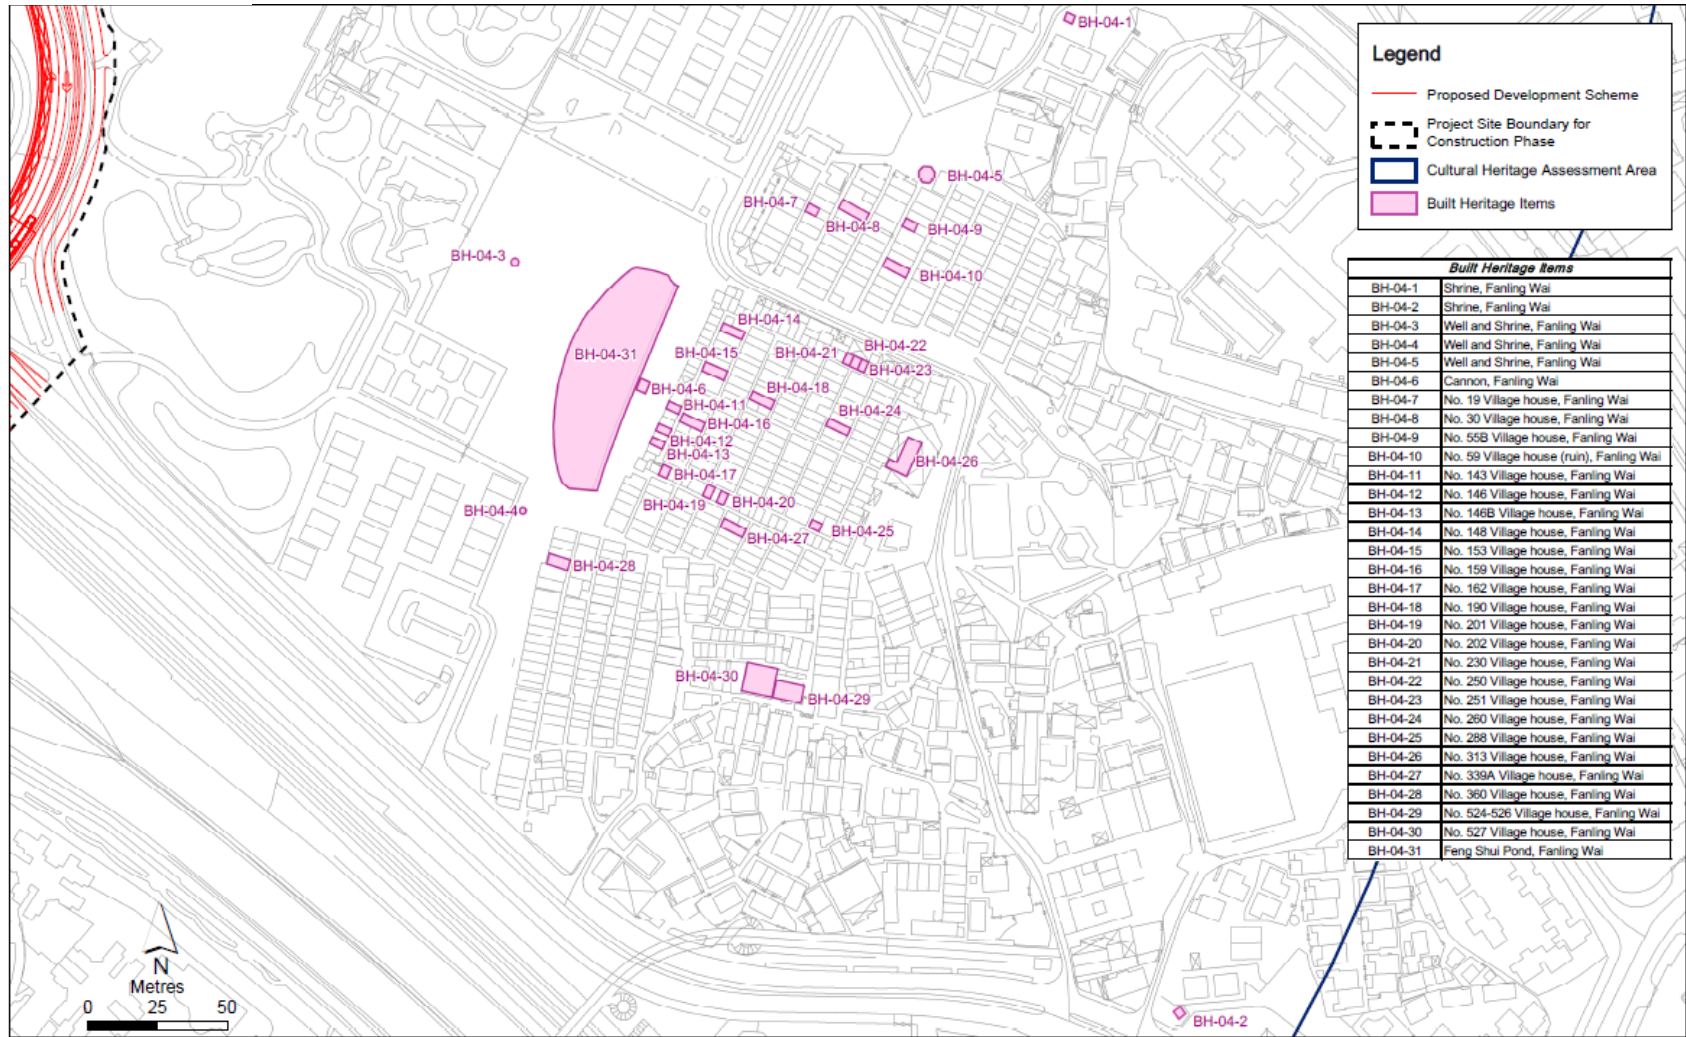 BH-04-1
Legend
Proposed Development Scheme
Project Site Boundary for
Construction Phase
Cultural Heritage Assessment Area
Built Heritage Items
BH-04-5
BH-04-7
BH-04-8
BH-04-9
BH-04-3
BH-04-10
BH-04-14
BH-04-31
BH-04-15
BH-04-21
BH-04-22
BH-04-23
BH-04-6
BH-04-18
BH-04-11
BH-04-24
BH-04-16
BH-04-12
BH-04-13
BH-04-26
BH-04-17
BH-04-19
BH-04-20
BH-04-4
BH-04-25
BH-04-27
BH-04-28
BH-04-30
BH-04-29
BH-04-2
Built Heritage Items
BH-04-1 Shrine, Fanling Wai
BH-04-2 Shrine, Fanling Wai
BH-04-3 Well and Shrine, Fanling Wai
BH-04-4 Well and Shrine, Fanling Wai
BH-04-5 Well and Shrine, Fanling Wai
BH-04-6 Cannon, Fanling Wai
BH-04-7 No. 19 Village house, Fanling Wai
BH-04-8 No. 30 Village house, Fanling Wai
BH-04-9 No. 55B Village house, Fanling Wai
BH-04-10 No. 59 Village house (ruin), Fanling Wai
BH-04-11 No. 143 Village house, Fanling Wai
BH-04-12 No. 146 Village house, Fanling Wai
BH-04-13 No. 146B Village house, Fanling Wai
BH-04-14 No. 148 Village house, Fanling Wai
BH-04-15 No. 153 Village house, Fanling Wai
BH-04-16 No. 159 Village house, Fanling Wai
BH-04-17 No. 162 Village house, Fanling Wai
BH-04-18 No. 190 Village house, Fanling Wai
BH-04-19 No. 201 Village house, Fanling Wai
BH-04-20 No. 202 Village house, Fanling Wai
BH-04-21 No. 230 Village house, Fanling Wai
BH-04-22 No. 250 Village house, Fanling Wai
BH-04-23 No. 251 Village house, Fanling Wai
BH-04-24 No. 260 Village house, Fanling Wai
BH-04-25 No. 288 Village house, Fanling Wai
BH-04-26 No. 313 Village house, Fanling Wai
BH-04-27 No. 339A Village house, Fanling Wai
BH-04-28 No. 360 Village house, Fanling Wai
BH-04-29 No. 524-526 Village house, Fanling Wai
BH-04-30 No. 527 Village house, Fanling Wai
BH-04-31 Feng Shui Pond, Fanling Wai
N
Metres
0 25 50